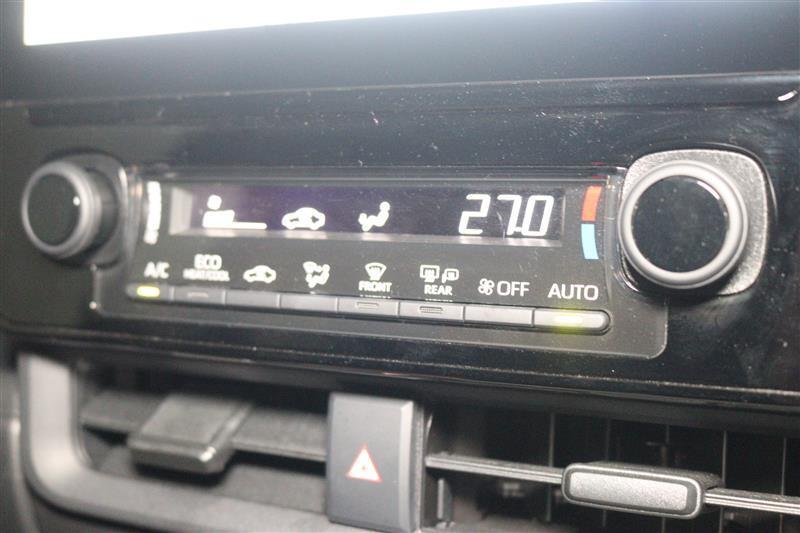 27.0
A/C
ECO
HEAT/COOL
FRONT
REAR
OFF
AUTO